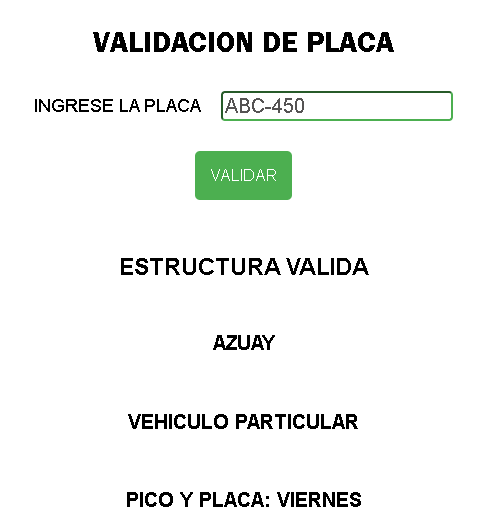 VALIDACION DE PLACA
INGRESE LA PLACA ABC-450
VALIDAR
ESTRUCTURA VALIDA
AZUAY
VEHICULO PARTICULAR
PICO Y PLACA: VIERNES